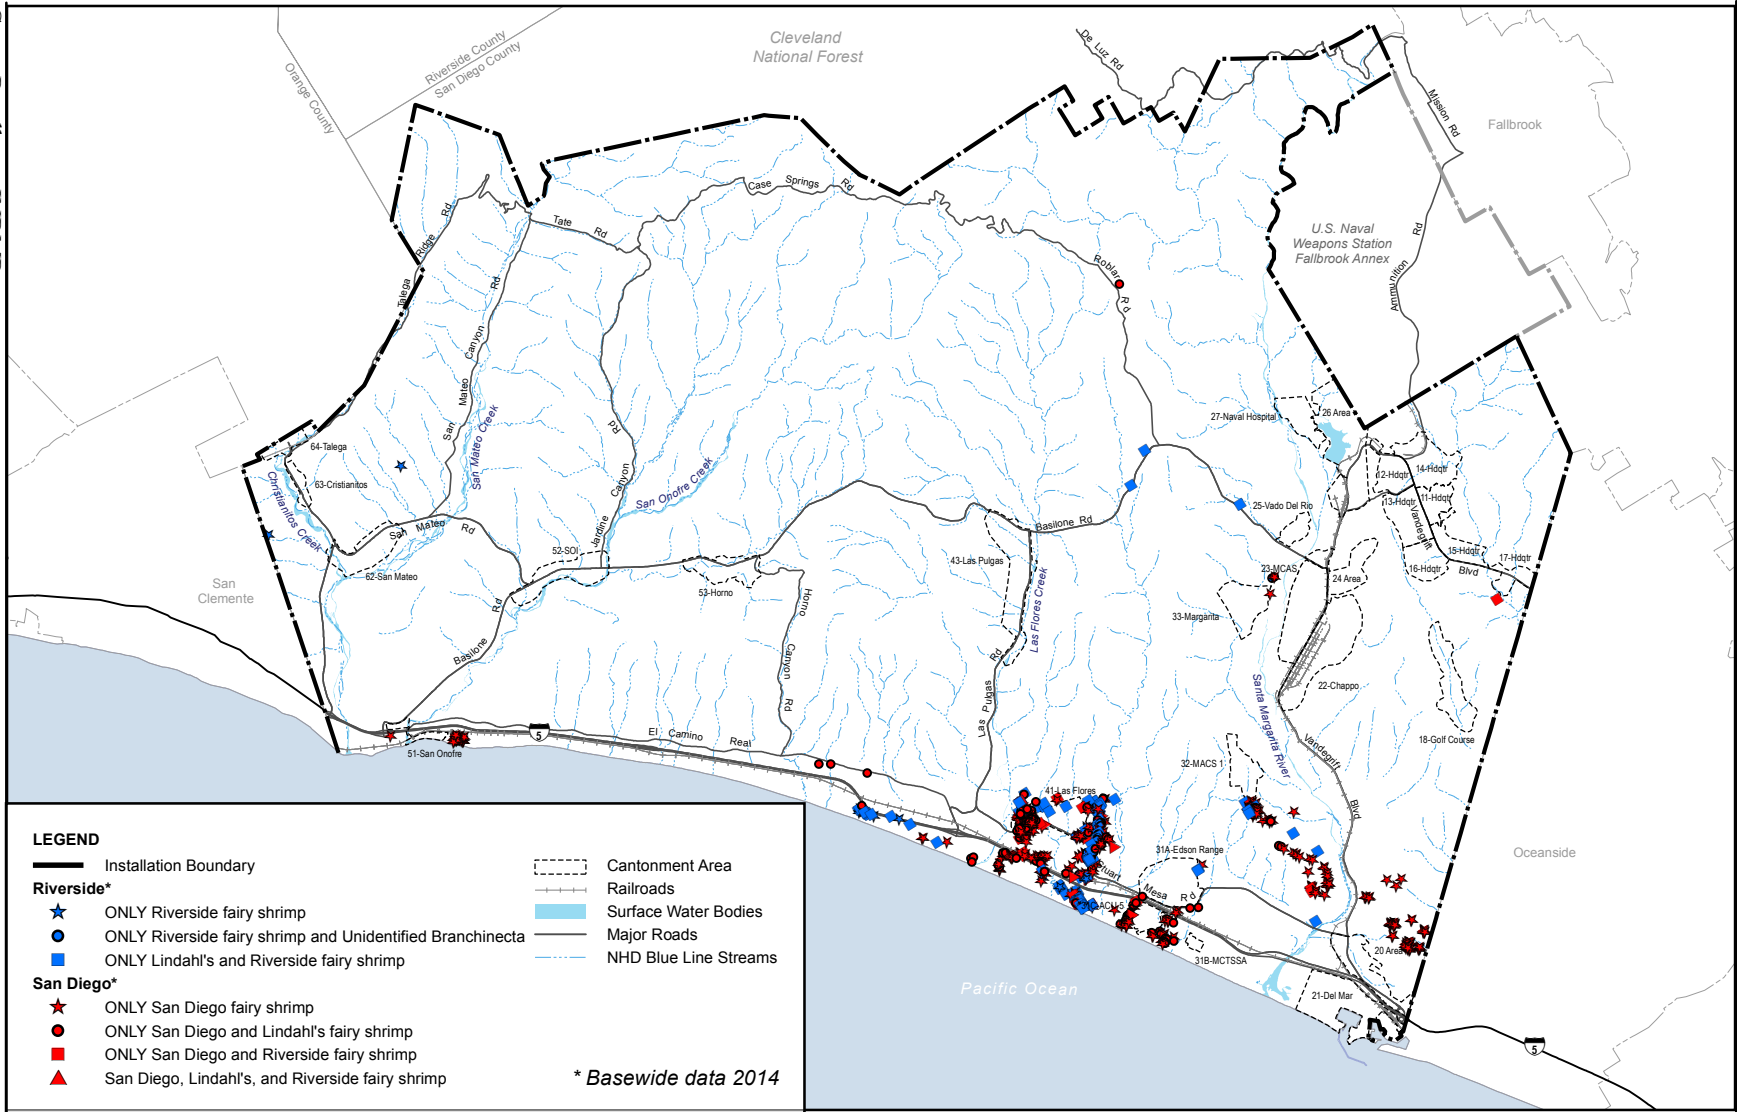 Cleveland
National Forest
De Luz Rd
Riverside County
San Diego County
Orange County
Mission Rd
Fallbrook
Case Springs Rd
Tate Rd
Talega Ridge Rd
San Mateo Canyon Rd
U.S. Naval
Weapons Station
Fallbrook Annex
Ammunition Rd
Roblar Rd
27-Naval Hospital
26 Area
64-Talega
63-Cristianitos
San Mateo Creek
San Onofre Creek
Jardine Canyon Rd
12-Hdqtr
14-Hdqtr
13-Hdqtr
11-Hdqtr
Christianitos Creek
San Mateo Rd
Basilone Rd
25-Vado Del Rio
Vandegrift Blvd
15-Hdqtr
17-Hdqtr
16-Hdqtr
52-SOI
43-Las Pulgas
23-MCAS
24 Area
62-San Mateo
San
Clemente
53-Horno
Las Flores Creek
33-Margarita
Horno Canyon Rd
Basilone Rd
Las Pulgas Rd
22-Chappo
Santa Margarita River
18-Golf Course
Vandegrift Blvd
51-San Onofre
5
El Camino Real
32-MACS 1
41-Las Flores
31A-Edson Range
Stuart Mesa Rd
Oceanside
20 Area
31B-MCTSSA
21-Del Mar
Pacific Ocean
5
LEGEND
Installation Boundary
Riverside*
ONLY Riverside fairy shrimp
ONLY Riverside fairy shrimp and Unidentified Branchinecta
ONLY Lindahl's and Riverside fairy shrimp
San Diego*
ONLY San Diego fairy shrimp
ONLY San Diego and Lindahl's fairy shrimp
ONLY San Diego and Riverside fairy shrimp
San Diego, Lindahl's, and Riverside fairy shrimp
Cantonment Area
Railroads
Surface Water Bodies
Major Roads
NHD Blue Line Streams
* Basewide data 2014